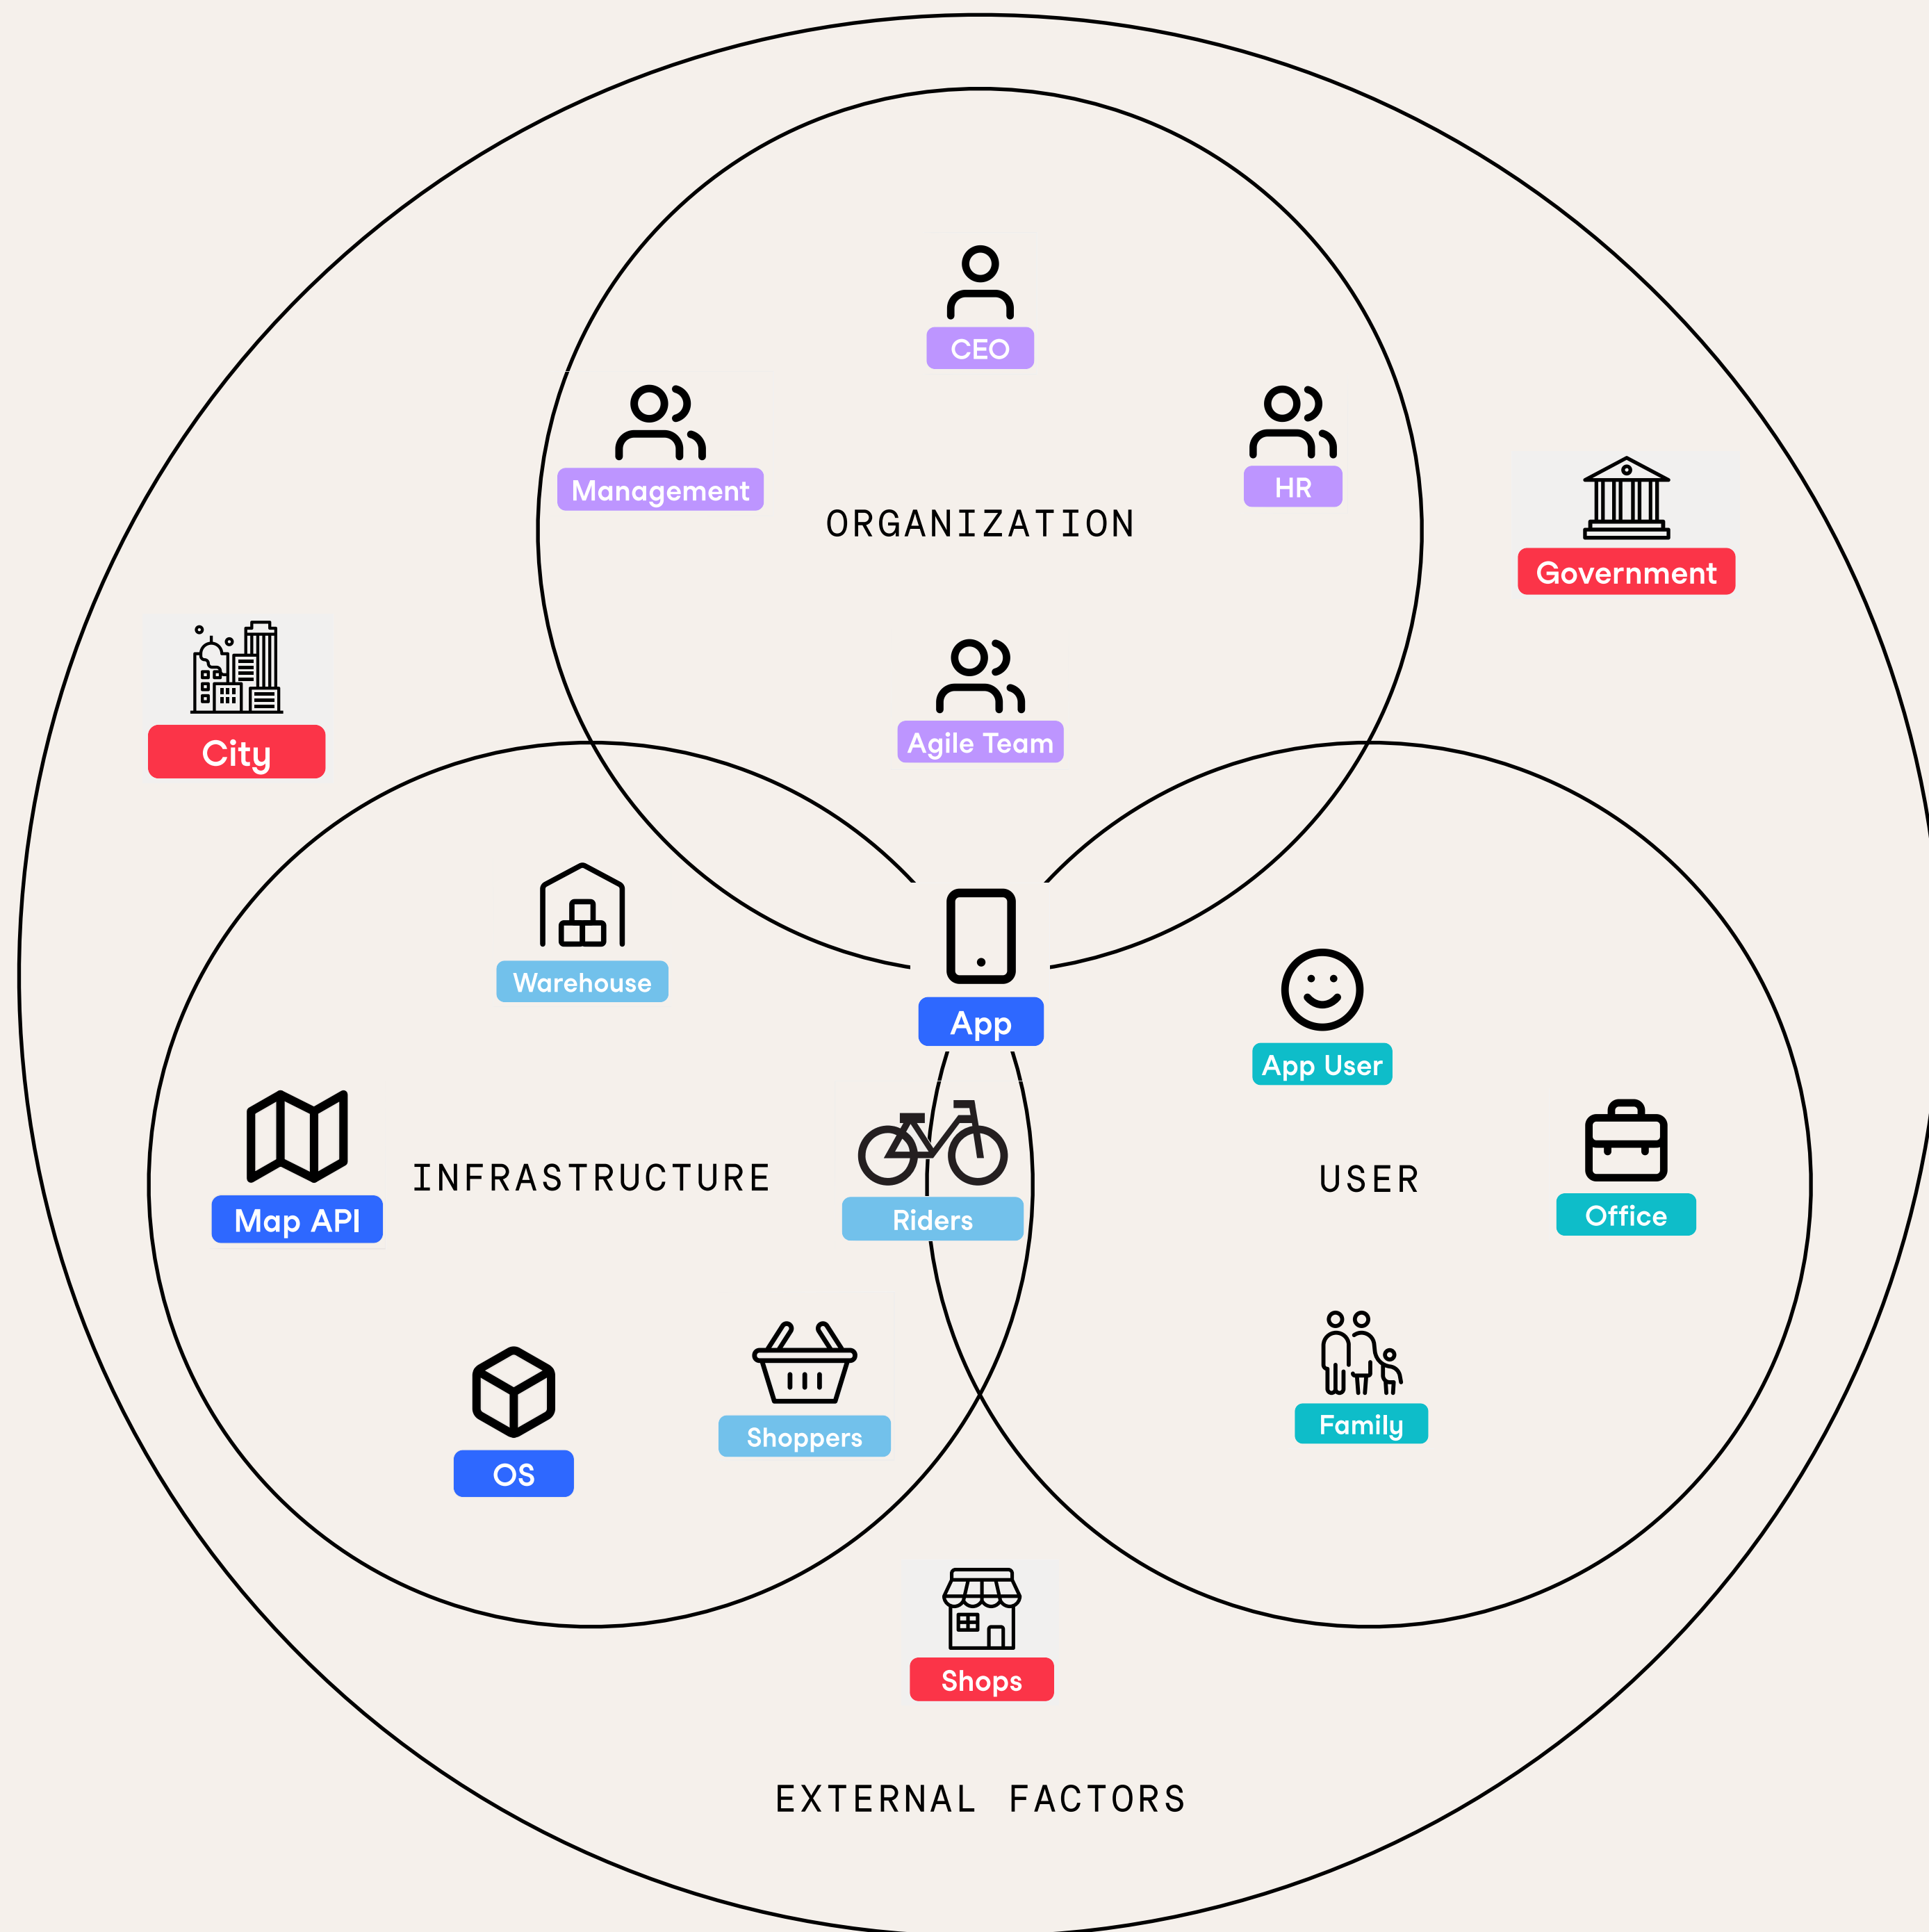 CEO
Management
HR
ORGANIZATION
Government
Agile Team
City
Warehouse
App
App User
Map API
INFRASTRUCTURE
Riders
USER
Office
Shoppers
Family
OS
Shops
EXTERNAL FACTORS